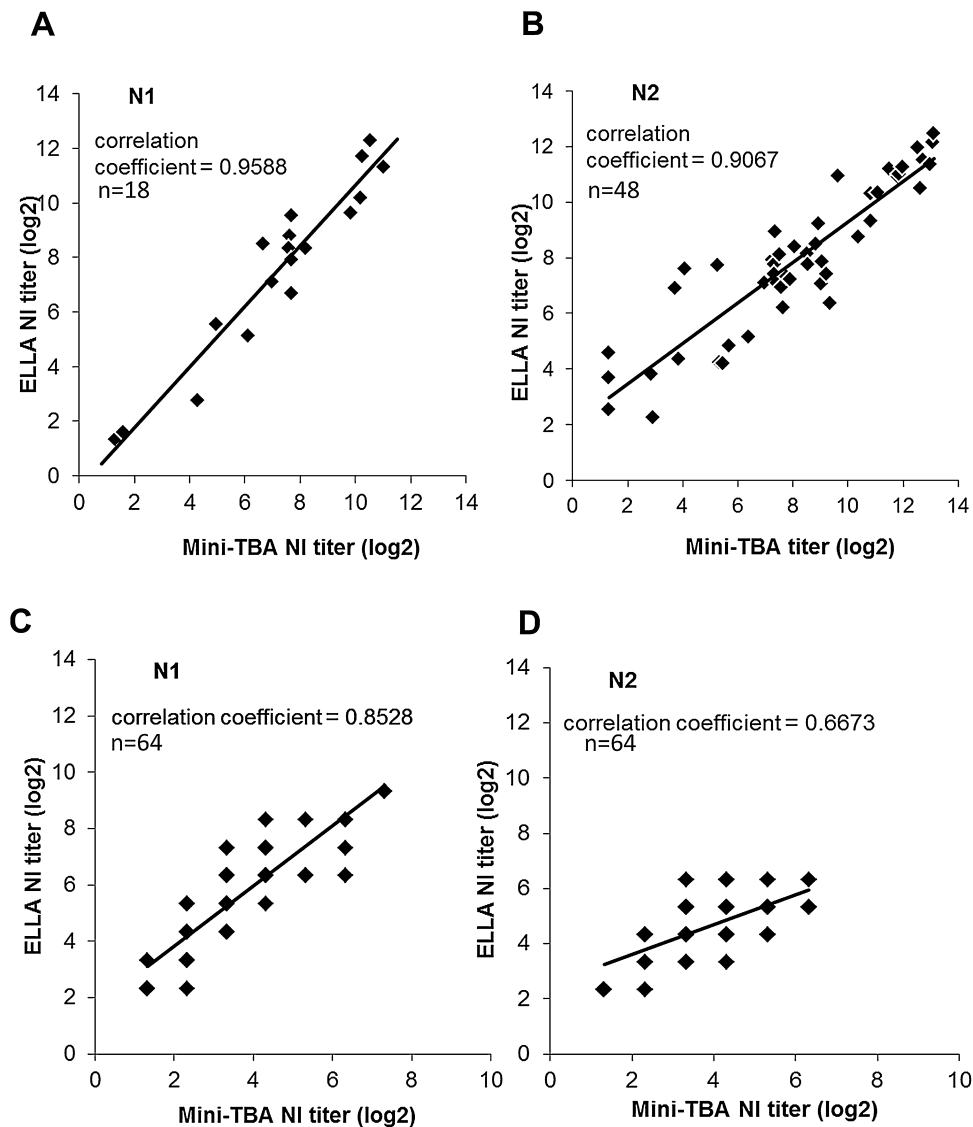 A
N1
correlation
coefficient = 0.9588
n=18
ELLA NI titer (log2)
14
12
10
8
6
4
2
0
0 2 4 6 8 10 12 14
Mini-TBA NI titer (log2)
B
N2
correlation
coefficient = 0.9067
n=48
ELLA NI titer (log2)
14
12
10
8
6
4
2
0
0 2 4 6 8 10 12 14
Mini-TBA titer (log2)
C
N1
correlation coefficient = 0.8528
n=64
ELLA NI titer (log2)
14
12
10
8
6
4
2
0
0 2 4 6 8 10
Mini-TBA NI titer (log2)
D
N2
correlation coefficient = 0.6673
n=64
ELLA NI titer (log2)
14
12
10
8
6
4
2
0
0 2 4 6 8 10
Mini-TBA NI titer (log2)